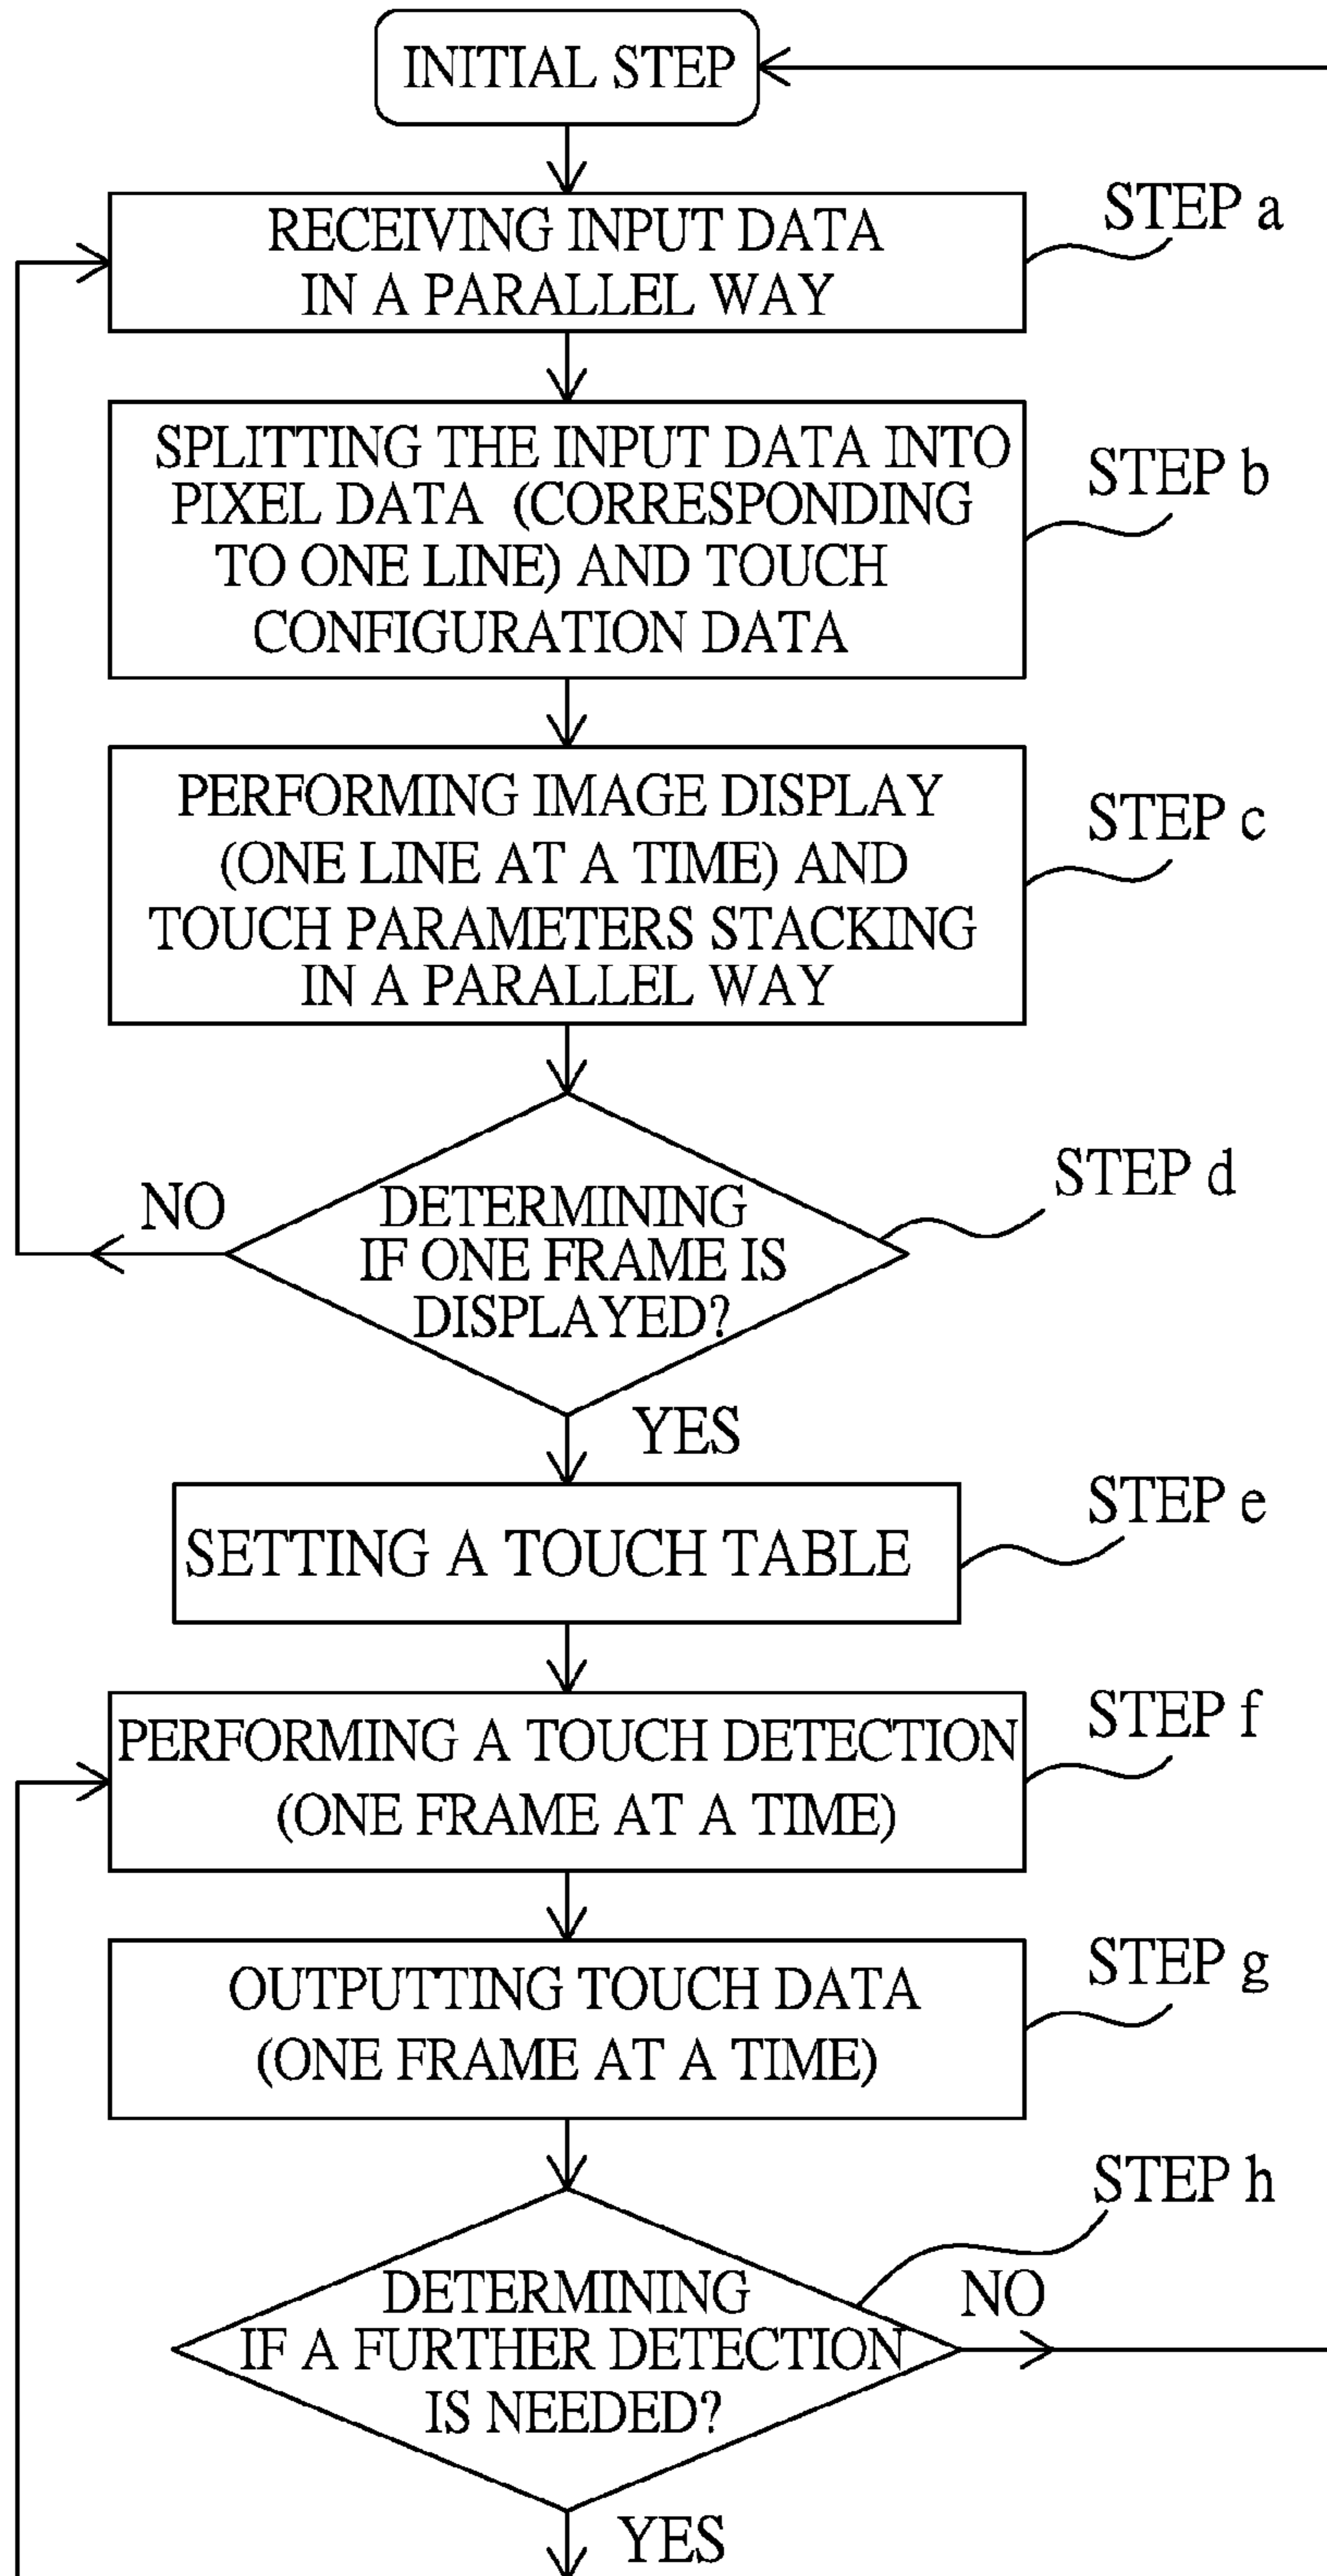 INITIAL STEP
RECEIVING INPUT DATA
IN A PARALLEL WAY
STEP a
SPLITTING THE INPUT DATA INTO
PIXEL DATA (CORRESPONDING
TO ONE LINE) AND TOUCH
CONFIGURATION DATA
STEP b
PERFORMING IMAGE DISPLAY
(ONE LINE AT A TIME) AND
TOUCH PARAMETERS STACKING
IN A PARALLEL WAY
STEP c
DETERMINING
IF ONE FRAME IS
DISPLAYED?
STEP d
NO
YES
SETTING A TOUCH TABLE
STEP e
PERFORMING A TOUCH DETECTION
(ONE FRAME AT A TIME)
STEP f
OUTPUTTING TOUCH DATA
(ONE FRAME AT A TIME)
STEP g
DETERMINING
IF A FURTHER DETECTION
IS NEEDED?
STEP h
NO
YES